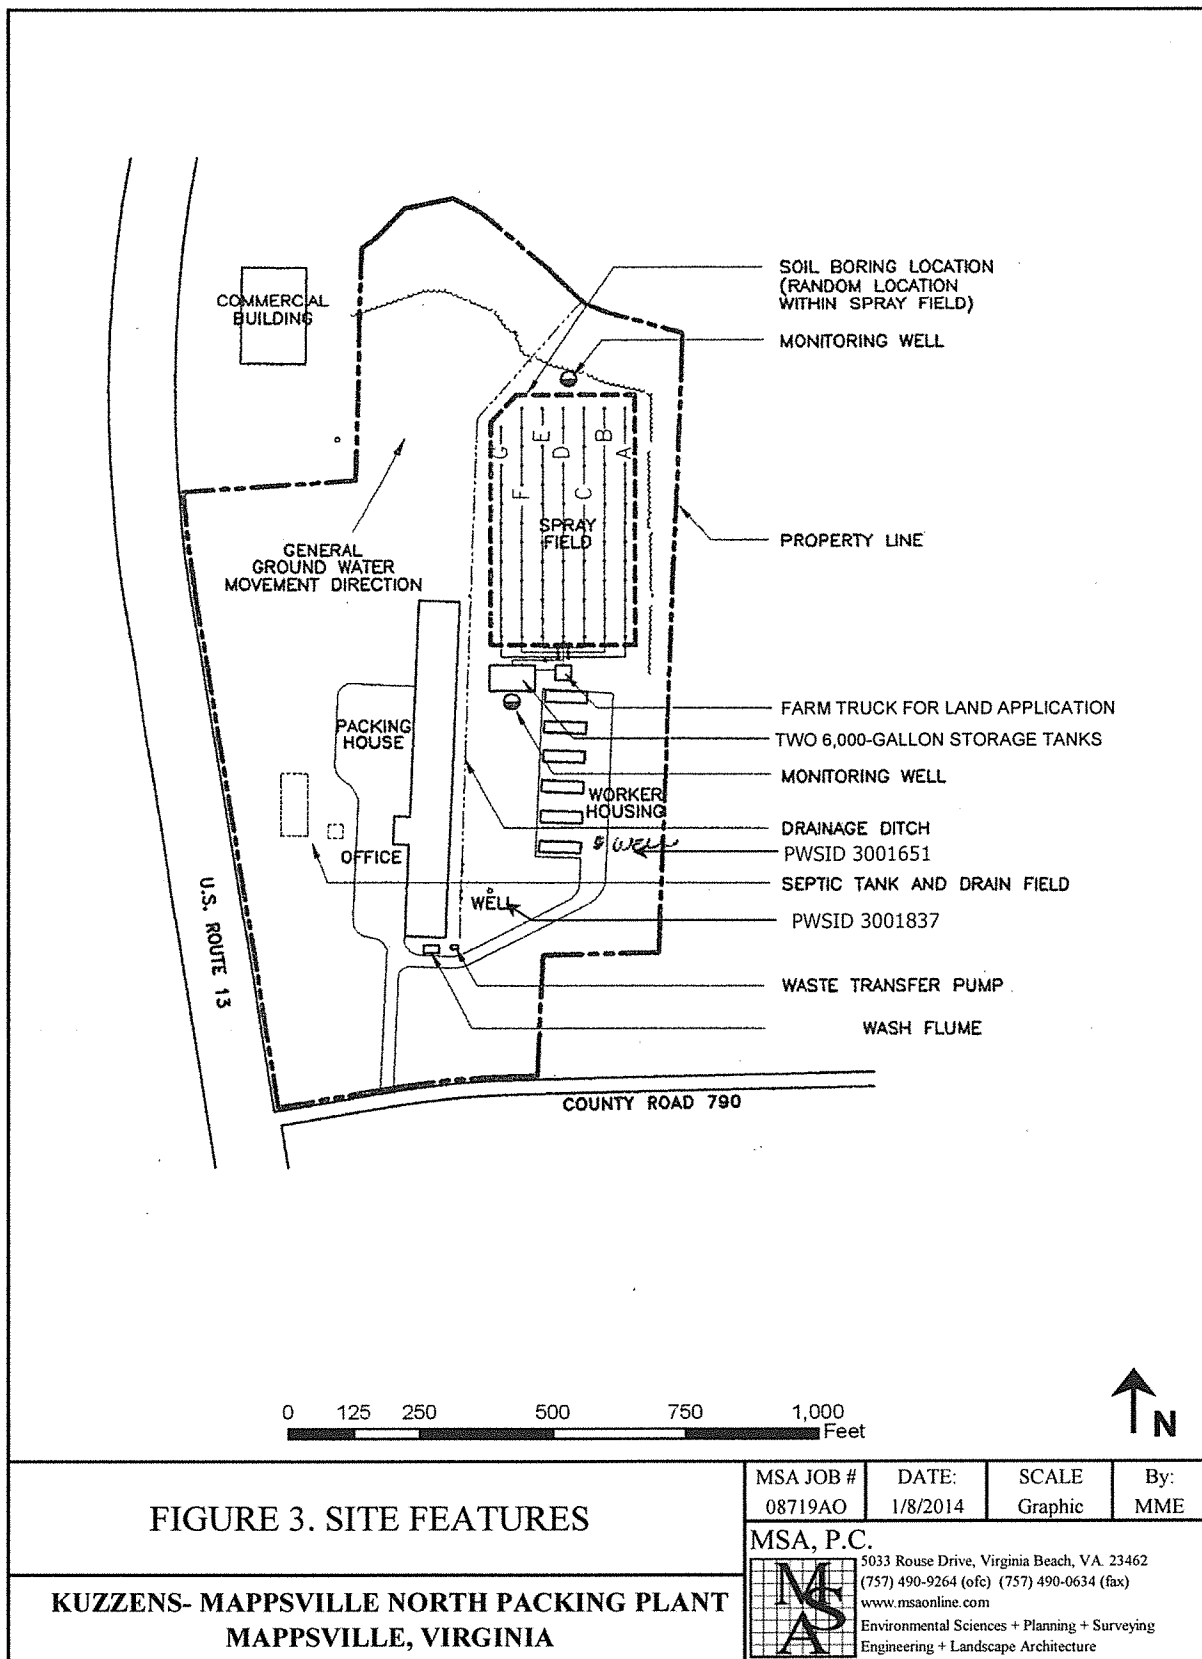 SOIL BORING LOCATION
(RANDOM LOCATION
WITHIN SPRAY FIELD)
COMMERCIAL
BUILDING
MONITORING WELL
E
B
G
D
A
F
C
SPRAY
FIELD
PROPERTY LINE
GENERAL
GROUND WATER
MOVEMENT DIRECTION
FARM TRUCK FOR LAND APPLICATION
PACKING
HOUSE
TWO 6,000-GALLON STORAGE TANKS
MONITORING WELL
WORKER
HOUSING
DRAINAGE DITCH
WELL
PWSID 3001651
OFFICE
SEPTIC TANK AND DRAIN FIELD
WELL
PWSID 3001837
U.S. ROUTE 13
WASTE TRANSFER PUMP
WASH FLUME
COUNTY ROAD 790
0 125 250 500 750 1,000
Feet
N
FIGURE 3. SITE FEATURES
KUZZENS- MAPPSVILLE NORTH PACKING PLANT
MAPPSVILLE, VIRGINIA
MSA JOB #
08719AO
DATE:
1/8/2014
SCALE
Graphic
By:
MME
MSA, P.C.
MSA
5033 Rouse Drive, Virginia Beach, VA. 23462
(757) 490-9264 (ofc) (757) 490-0634 (fax)
www.msaonline.com
Environmental Sciences + Planning + Surveying
Engineering + Landscape Architecture